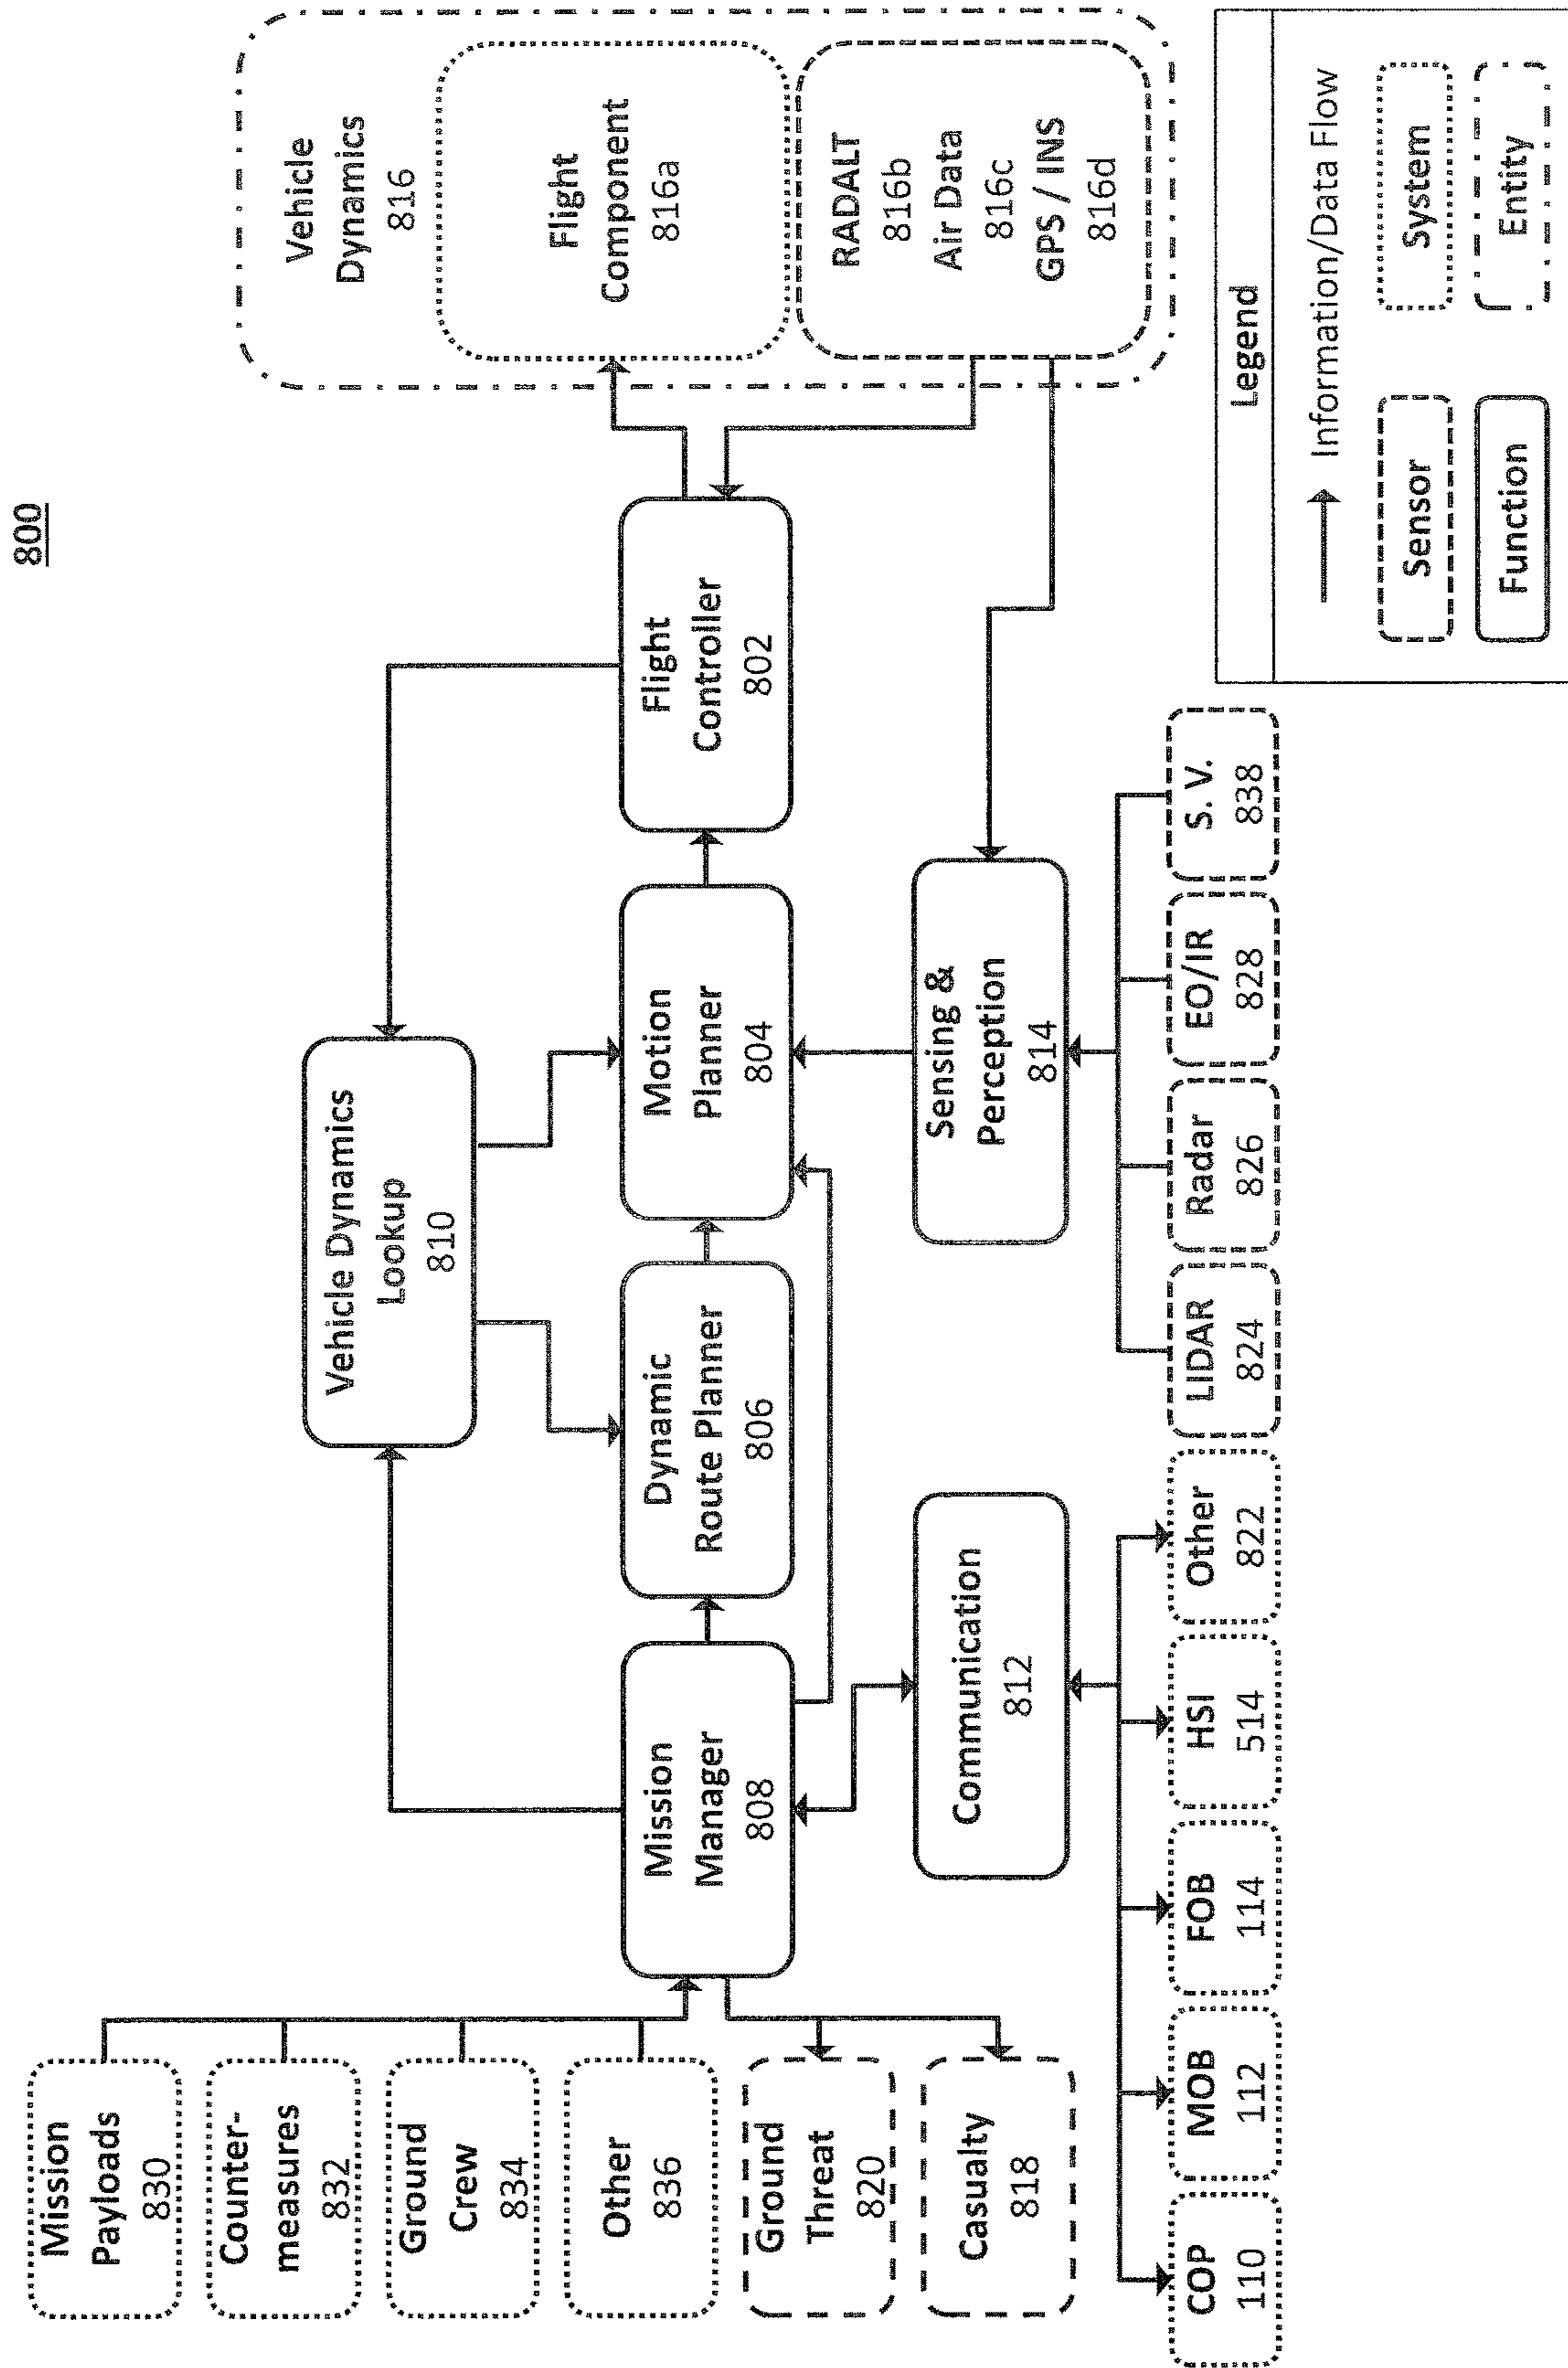 800
Mission
Payloads
830
Counter-
measures
832
Ground
Crew
834
Other
836
Ground
Threat
820
Casualty
818
Vehicle Dynamics
Lookup
810
Mission
Manager
808
Dynamic
Route Planner
806
Motion
Planner
804
Flight
Controller
802
Vehicle
Dynamics
816
Flight
Component
816a
RADALT
816b
Air Data
816c
GPS / INS
816d
Communication
812
Sensing &
Perception
814
COP
110
MOB
112
FOB
114
HSI
514
Other
822
LIDAR
824
Radar
826
EO/IR
828
S. V.
838
Legend
Information/Data Flow
Sensor
System
Function
Entity